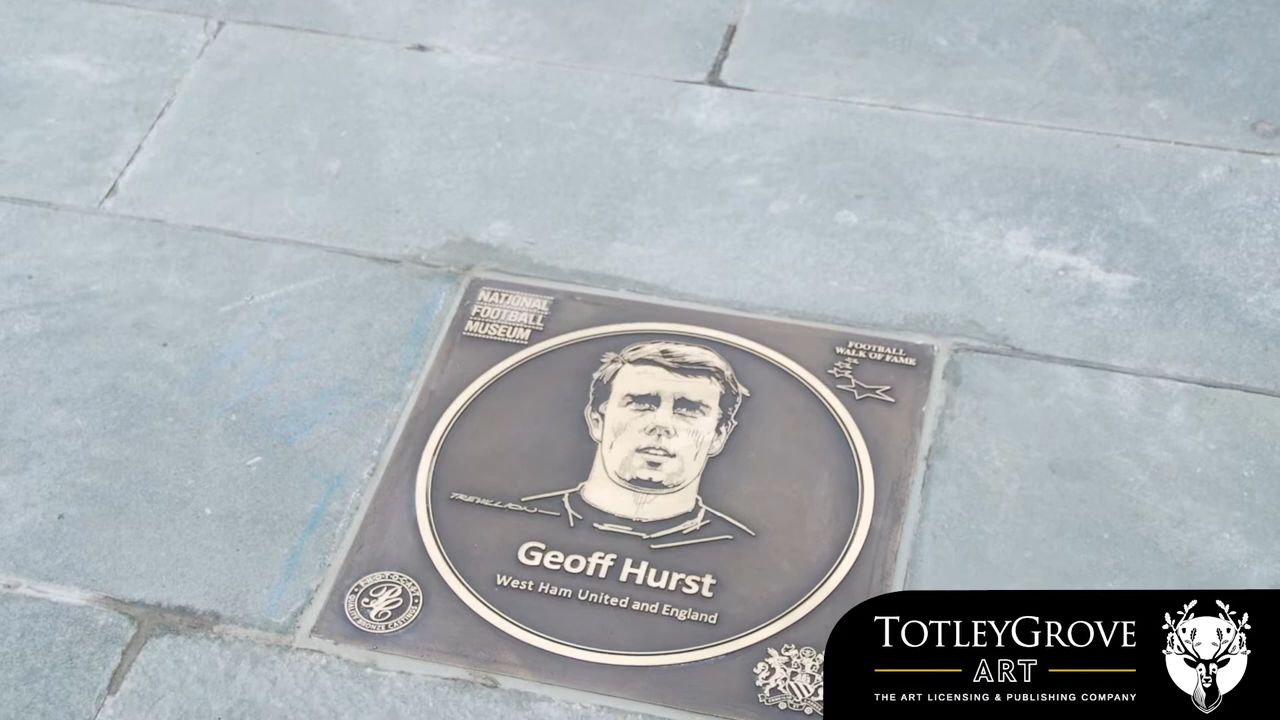 NATIONAL
FOOTBALL
MUSEUM
FOOTBALL
WALK OF FAME
TREVILLION
Geoff Hurst
West Ham United and England
TOTLEYGROVE
ART
THE ART LICENSING & PUBLISHING COMPANY